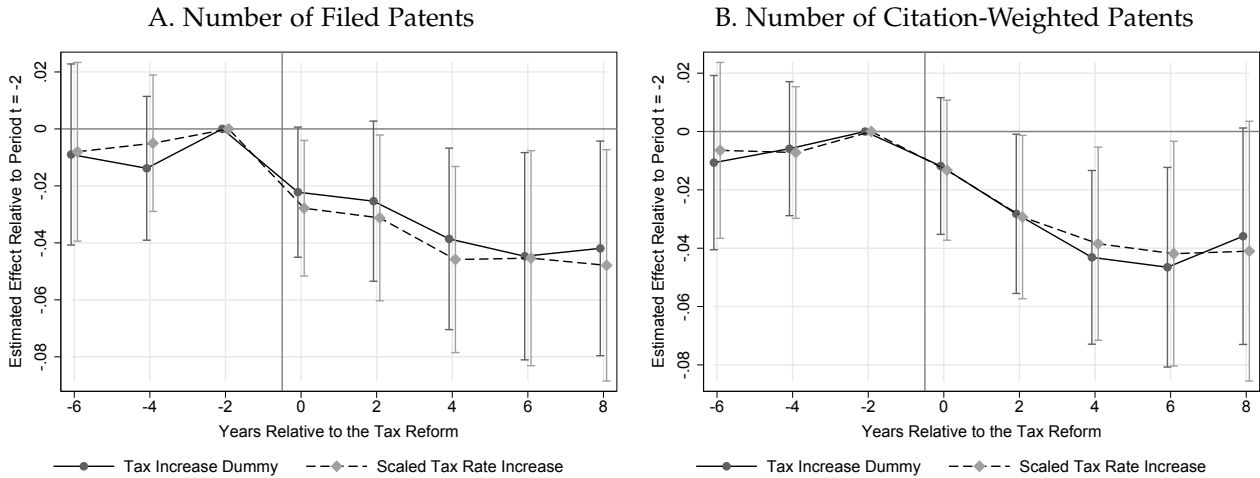 A. Number of Filed Patents
Estimated Effect Relative to Period t = -2
.02
0
-.02
-.04
-.06
-.08
-6 -4 -2 0 2 4 6 8
Years Relative to the Tax Reform
Tax Increase Dummy Scaled Tax Rate Increase
B. Number of Citation-Weighted Patents
Estimated Effect Relative to Period t = -2
.02
0
-.02
-.04
-.06
-.08
-6 -4 -2 0 2 4 6 8
Years Relative to the Tax Reform
Tax Increase Dummy Scaled Tax Rate Increase